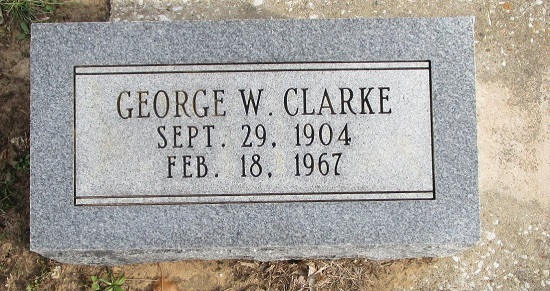 GEORGE W. CLARKE
SEPT. 29, 1904
FEB. 18, 1967